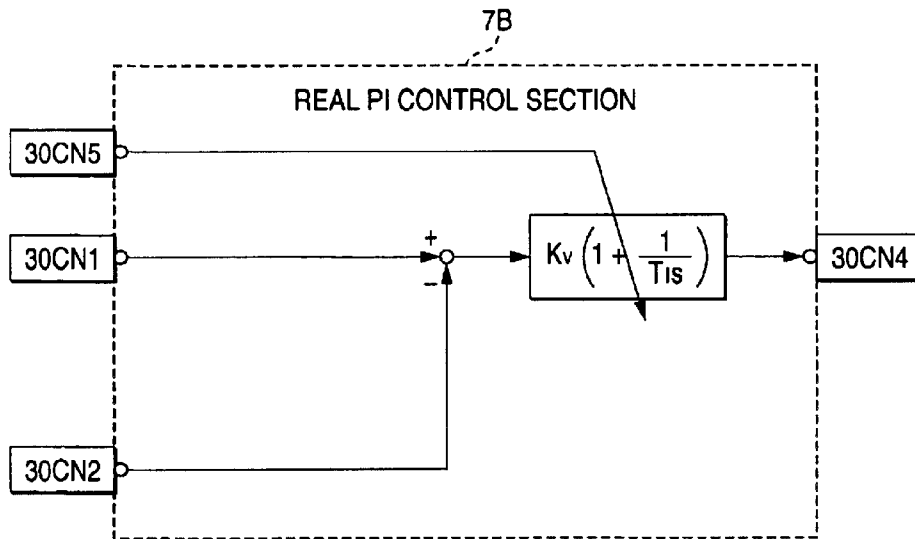 7B
REAL PI CONTROL SECTION
30CN5
30CN1
+
−
Kv (1 + 1/TIS)
30CN4
30CN2